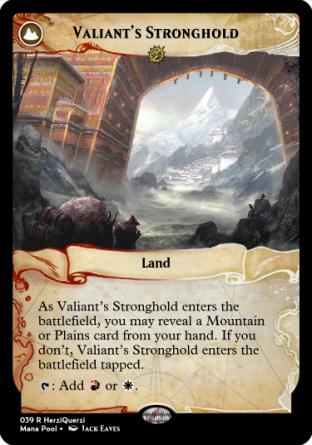 VALIANT'S STRONGHOLD
Land
As Valiant's Stronghold enters the
battlefield, you may reveal a Mountain
or Plains card from your hand. If you
don't, Valiant's Stronghold enters the
battlefield tapped.
: Add or .
039 R HerziQuerzi
Mana Pool • JACK EAVES